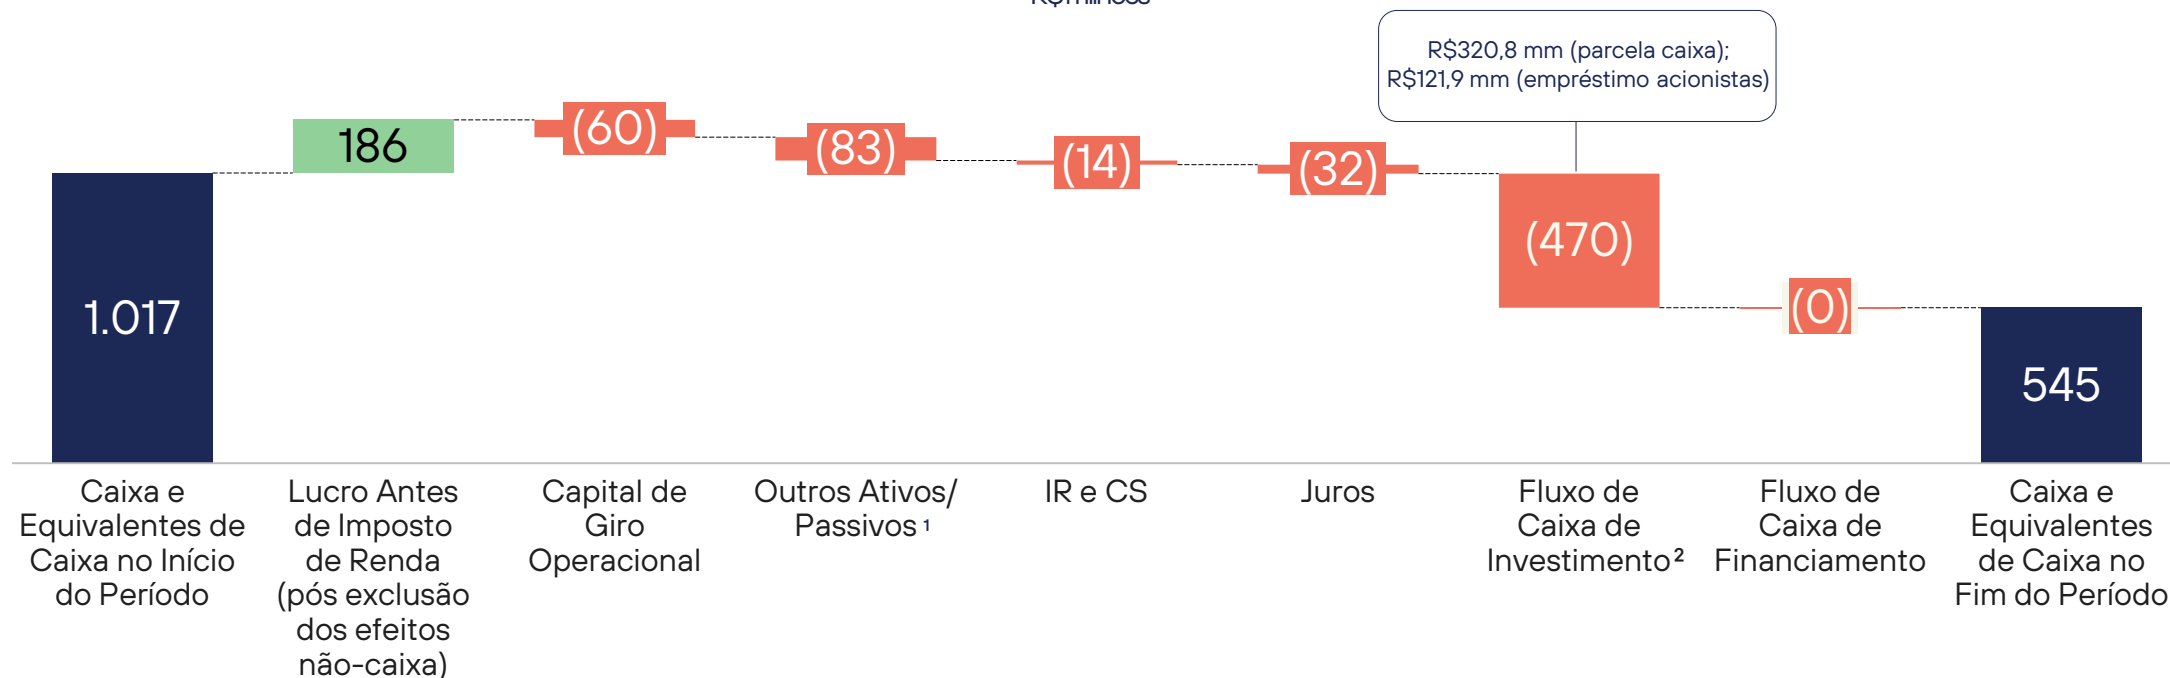 R$ milhões
R$320,8 mm (parcela caixa);
R$121,9 mm (empréstimo acionistas)
1.017
186
(60)
(83)
(14)
(32)
(470)
(0)
545
Caixa e
Equivalentes de
Caixa no Início
do Período
Lucro Antes
de Imposto
de Renda
(pós exclusão
dos efeitos
não-caixa)
Capital de
Giro
Operacional
Outros Ativos/
Passivos ¹
IR e CS
Juros
Fluxo de
Caixa de
Investimento²
Fluxo de
Caixa de
Financiamento
Caixa e
Equivalentes
de Caixa no
Fim do Período